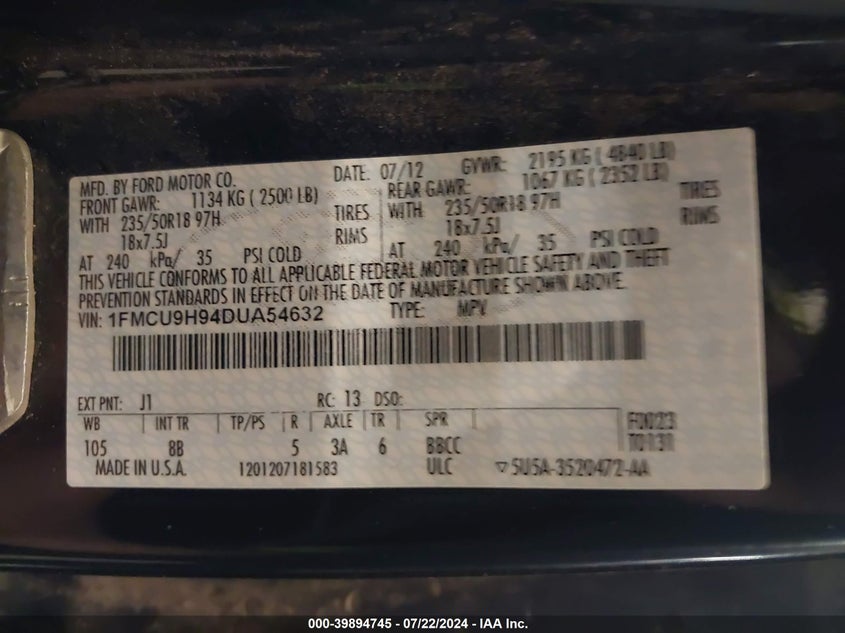 MFD. BY FORD MOTOR CO. DATE: 07/12 GVWR: 2195 KG ( 4840 LB)
FRONT GAWR: 1134 KG ( 2500 LB) REAR GAWR: 1067 KG ( 2352 LB)
WITH 235/50R18 97H TIRES WITH 235/50R18 97H TIRES
18x7.5J RIMS 18x7.5J RIMS
AT 240 kPa/ 35 PSI COLD AT 240 kPa/ 35 PSI COLD
THIS VEHICLE CONFORMS TO ALL APPLICABLE FEDERAL MOTOR VEHICLE SAFETY AND THEFT
PREVENTION STANDARDS IN EFFECT ON THE DATE OF MANUFACTURE SHOWN ABOVE.
VIN: 1FMCU9H94DUA54632 TYPE: MPV
EXT PNT: J1 RC: 13 DSO:
WB INT TR TP/PS R AXLE TR SPR F0023
105 8B 5 3A 6 BBCC T0131
MADE IN U.S.A. 1201207181583 ULC ▽5U5A-3520472-AA
000-39894745 - 07/22/2024 - IAA Inc.